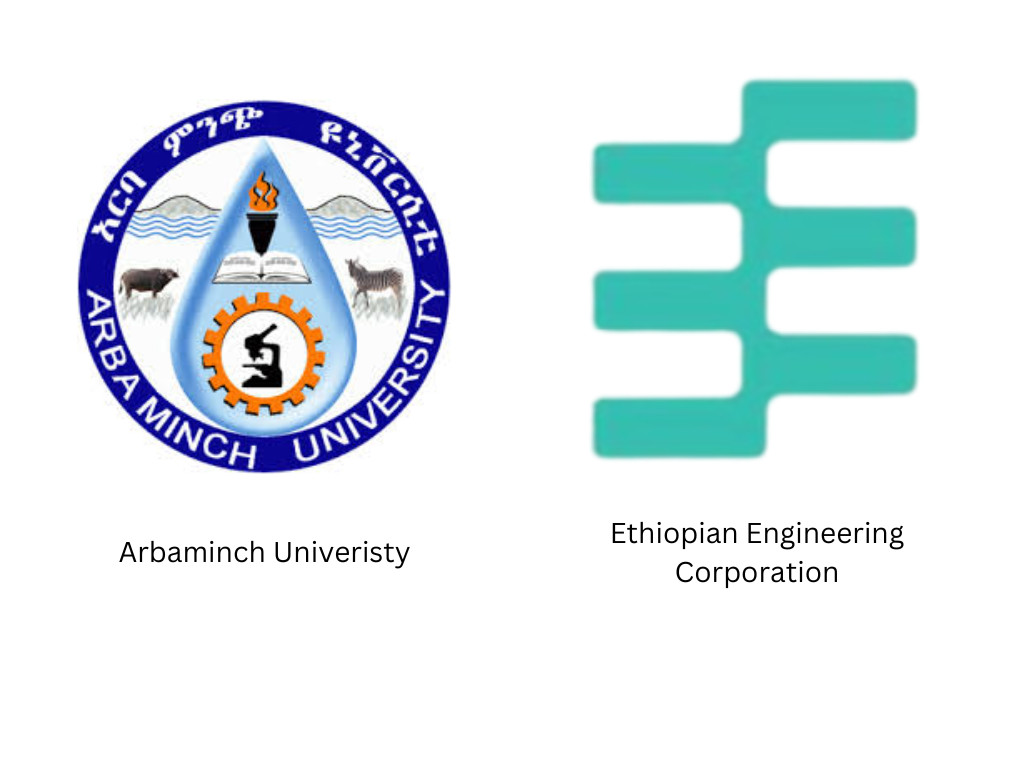 አርባ ምንጭ ዩኒቨርሲቲ
ARBA MINCH UNIVERSITY
Arbaminch Univeristy
Ethiopian Engineering
Corporation